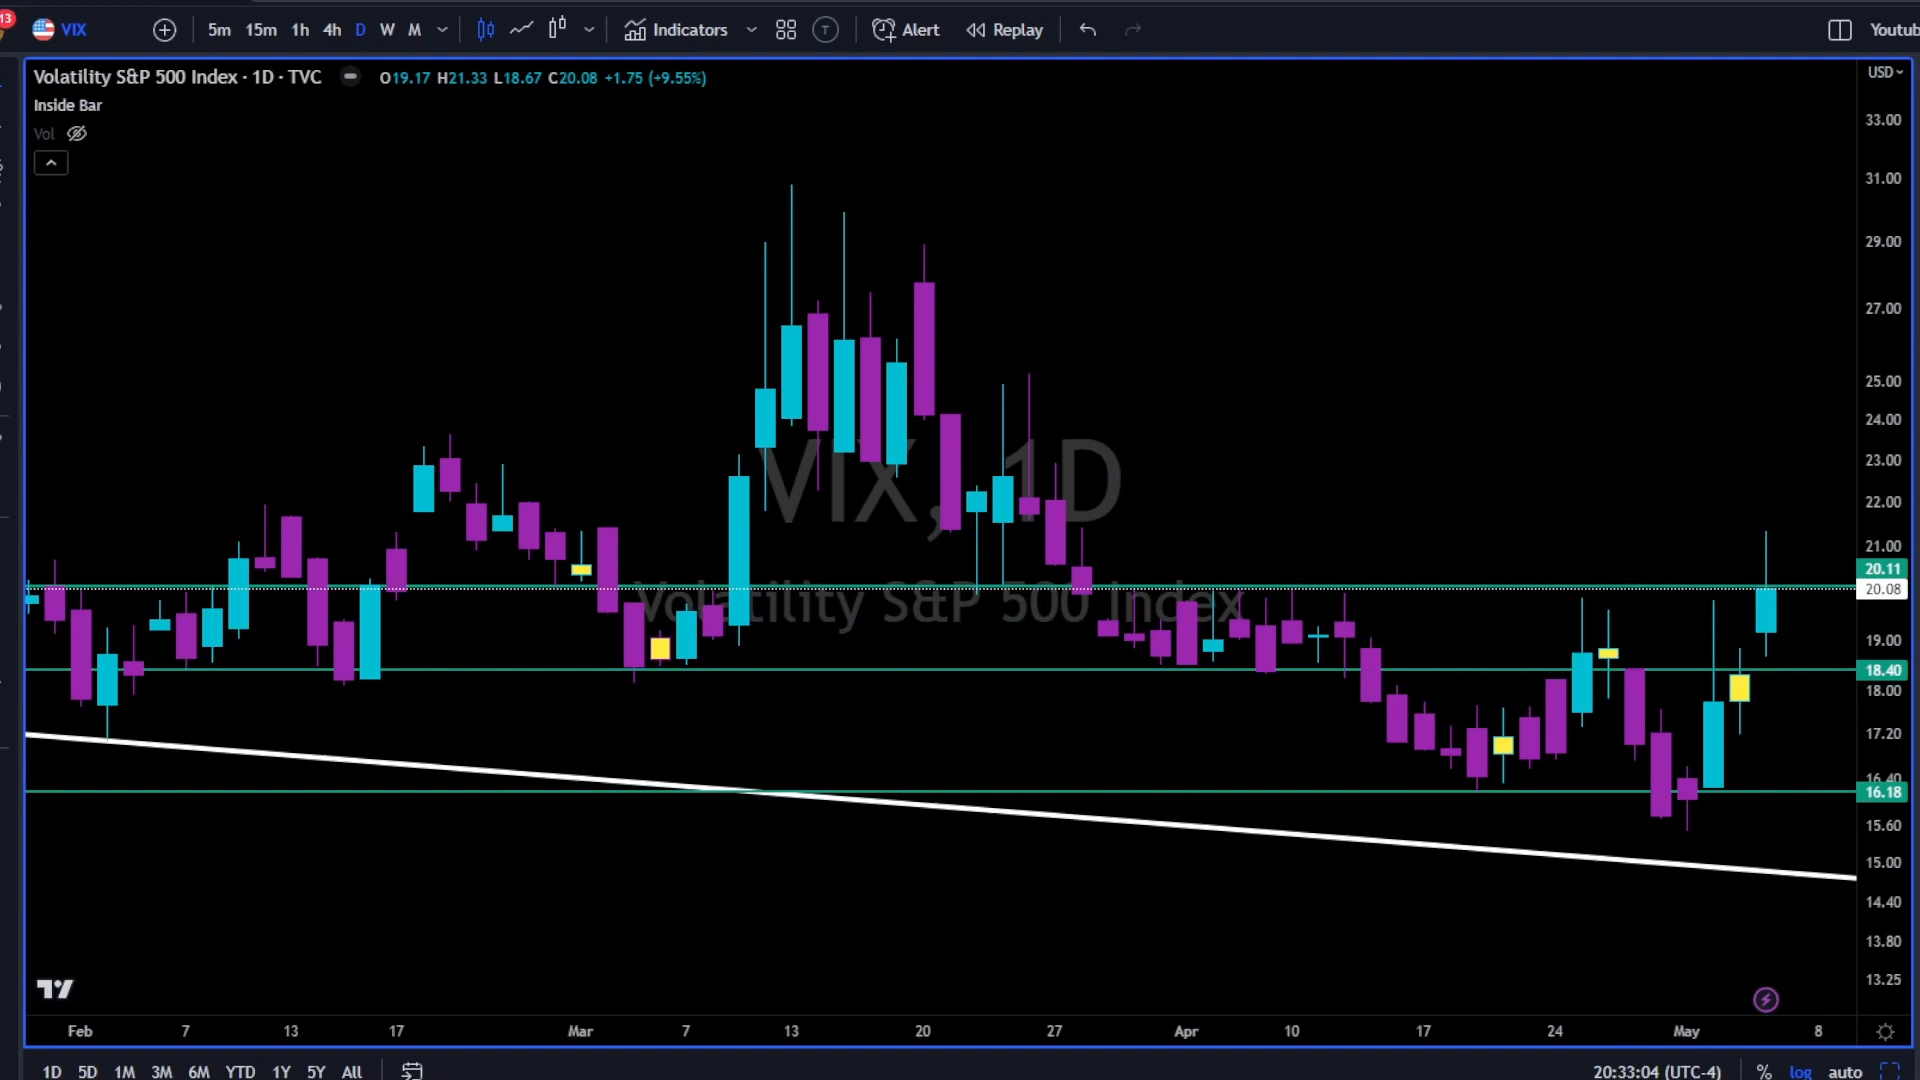 13
VIX 5m 15m 1h 4h D W M Indicators T Alert Replay Youtub
Volatility S&P 500 Index · 1D · TVC O19.17 H21.33 L18.67 C20.08 +1.75 (+9.55%)
USD
Inside Bar
Vol
33.00
31.00
29.00
27.00
25.00
24.00
23.00
22.00
21.00
20.11
20.08
19.00
18.40
18.00
17.20
16.40
16.18
15.60
15.00
14.40
13.80
13.25
VIX, 1D
Volatility S&P 500 Index
Feb 7 13 17 Mar 7 13 20 27 Apr 10 17 24 May 8
1D 5D 1M 3M 6M YTD 1Y 5Y All 20:33:04 (UTC-4) % log auto